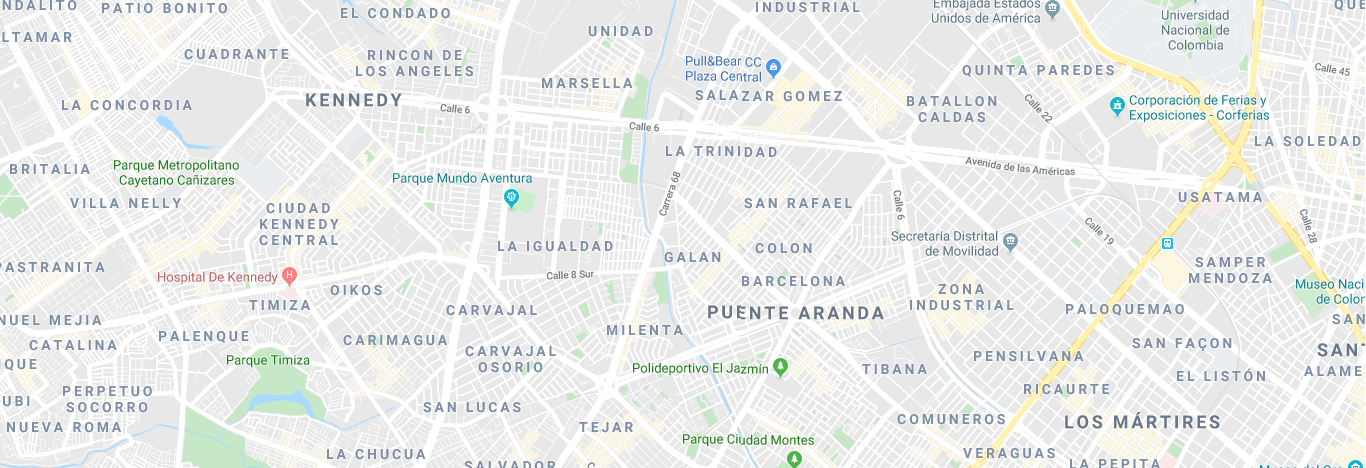 NDALITO
PATIO BONITO
EL CONDADO
INDUSTRIAL
Embajada Estados
Unidos de América
Universidad
Nacional de
Colombia
ALTAMAR
CUADRANTE
RINCON DE
LOS ANGELES
UNIDAD
Pull&Bear CC
Plaza Central
MARSELLA
SALAZAR GOMEZ
QUINTA PAREDES
Calle 45
LA CONCORDIA
KENNEDY
Calle 6
Calle 6
BATALLON
CALDAS
Calle 22
Corporación de Ferias y
Exposiciones - Corferias
LA SOLEDAD
BRITALIA
Parque Metropolitano
Cayetano Cañizares
Parque Mundo Aventura
LA TRINIDAD
Avenida de las Américas
Carrera 68
VILLA NELLY
CIUDAD
KENNEDY
CENTRAL
SAN RAFAEL
Calle 6
USATAMA
Calle 28
Calle 19
LA IGUALDAD
GALAN
COLON
Secretaría Distrital
de Movilidad
PASTRANITA
Hospital De Kennedy
H
Calle 8 Sur
BARCELONA
SAMPER
MENDOZA
Museo Naci
de Color
OIKOS
TIMIZA
CARVAJAL
PUENTE ARANDA
ZONA
INDUSTRIAL
PALOQUEMAO
NUEL MEJIA
PALENQUE
CATALINA
CARIMAGUA
MILENTA
CARVAJAL
OSORIO
PENSILVANA
SAN FAÇON
SANT
ALAME
Parque Timiza
Polideportivo El Jazmín
TIBANA
EL LISTÓN
PERPETUO
SOCORRO
RICAURTE
UBI
SAN LUCAS
COMUNEROS
LOS MÁRTIRES
NUEVA ROMA
TEJAR
Parque Ciudad Montes
LA CHUCUA
SALVADOR
VERAGUAS
LA PEPITA